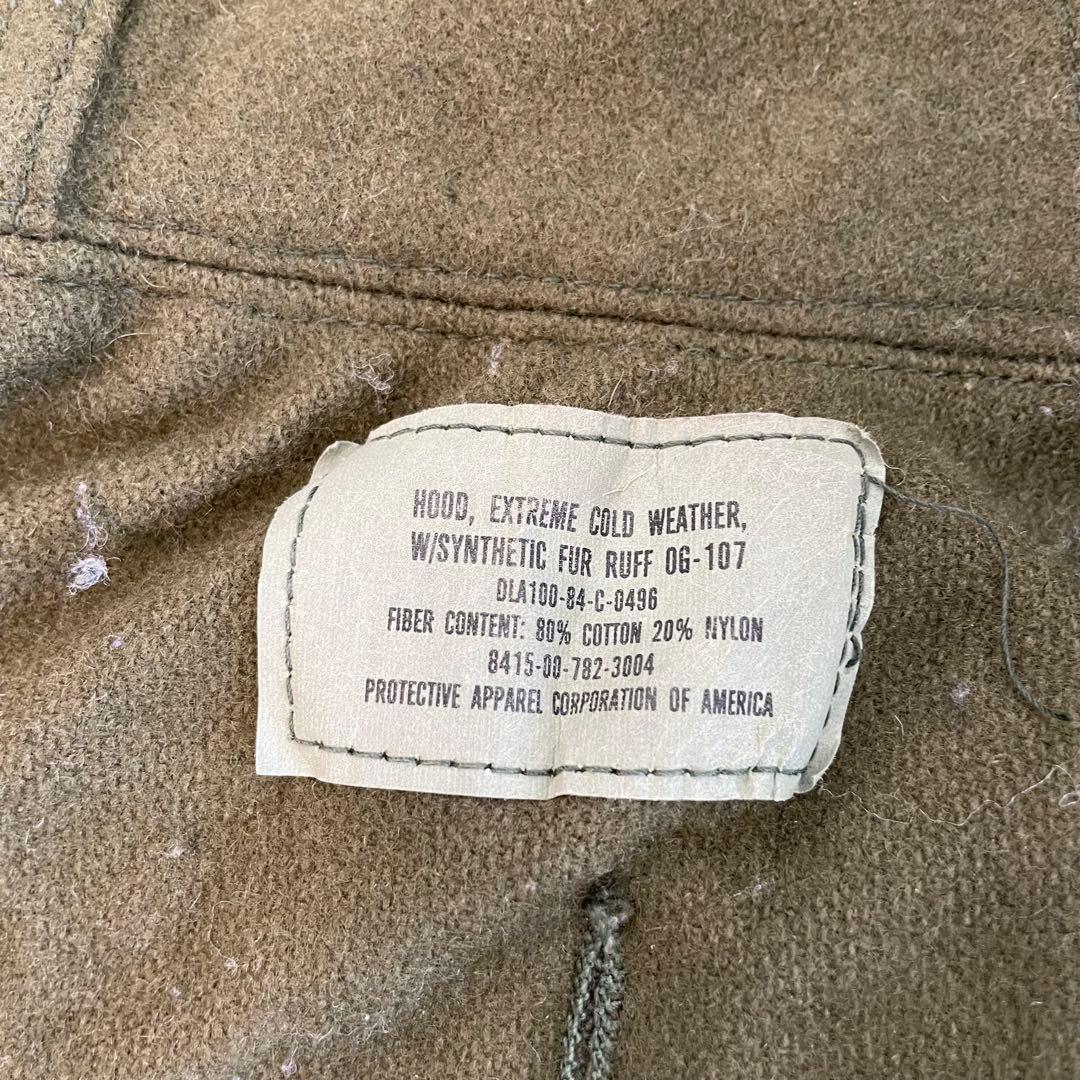 HOOD, EXTREME COLD WEATHER,
W/SYNTHETIC FUR RUFF OG-107
DLA100-84-C-0496
FIBER CONTENT: 80% COTTON 20% NYLON
8415-00-782-3004
PROTECTIVE APPAREL CORPORATION OF AMERICA